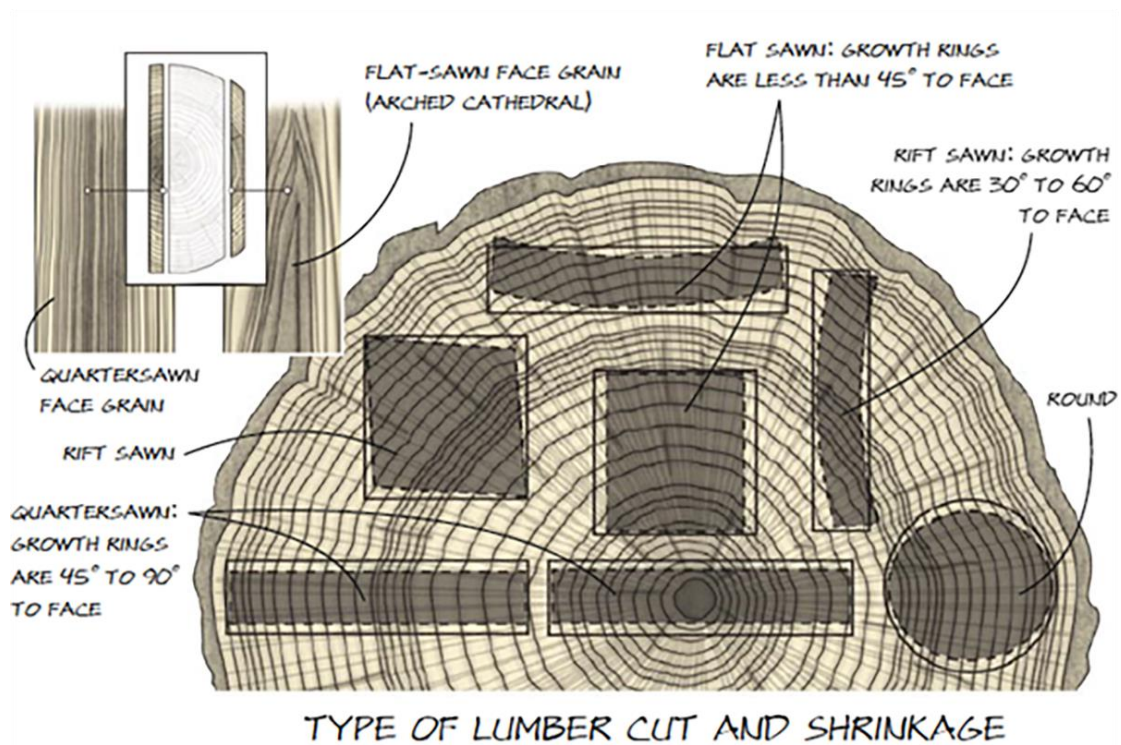 FLAT-SAWN FACE GRAIN
(ARCHED CATHEDRAL)
FLAT SAWN: GROWTH RINGS
ARE LESS THAN 45° TO FACE
RIFT SAWN: GROWTH
RINGS ARE 30° TO 60°
TO FACE
QUARTERSAWN
FACE GRAIN
ROUND
RIFT SAWN
QUARTERSAWN:
GROWTH RINGS
ARE 45° TO 90°
TO FACE
TYPE OF LUMBER CUT AND SHRINKAGE